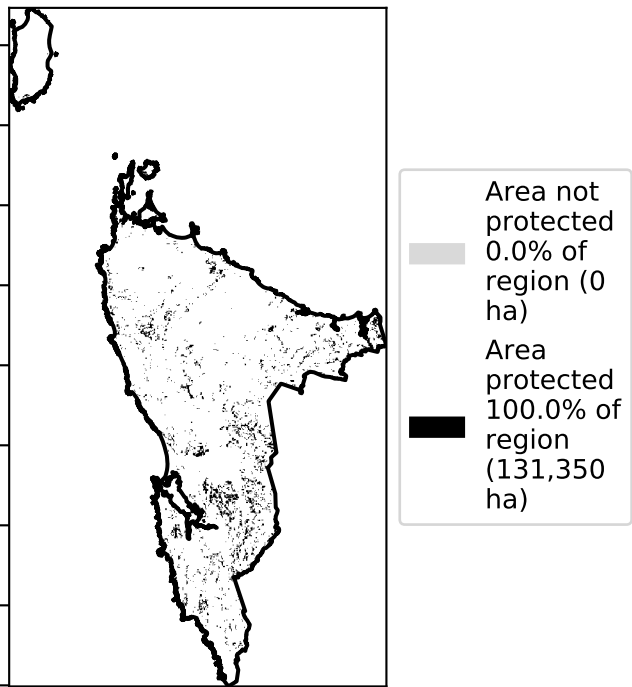 Area not
protected
0.0% of
region (0
ha)
Area
protected
100.0% of
region
(131,350
ha)